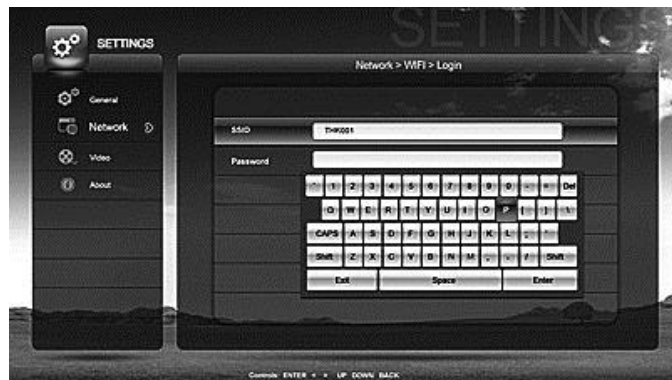 SETTINGS
SETTINGS
Network > WIFI > Login
General
Network
Video
About
SSID THK001
Password
` 1 2 3 4 5 6 7 8 9 0 - = Del
Q W E R T Y U I O P [ ] \
CAPS A S D F G H J K L ; '
Shift Z X C V B N M , . / Shift
Exit Space Enter
Controls: ENTER < > UP DOWN BACK